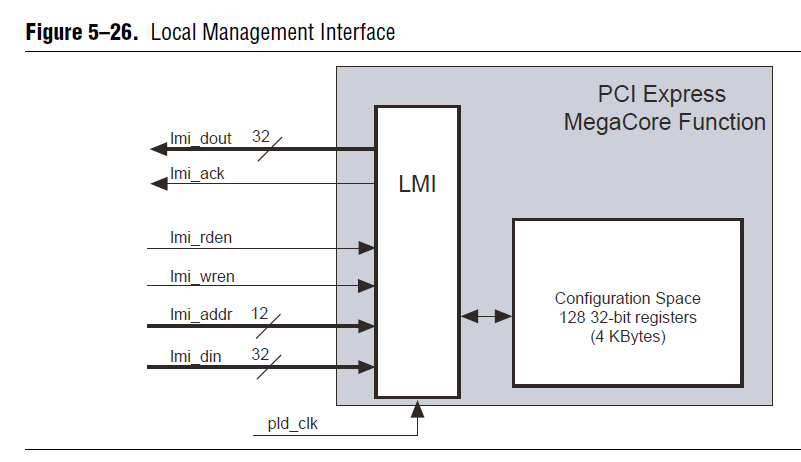 Figure 5–26. Local Management Interface
PCI Express
MegaCore Function
lmi_dout 32
lmi_ack
LMI
lmi_rden
lmi_wren
lmi_addr 12
lmi_din 32
Configuration Space
128 32-bit registers
(4 KBytes)
pld_clk